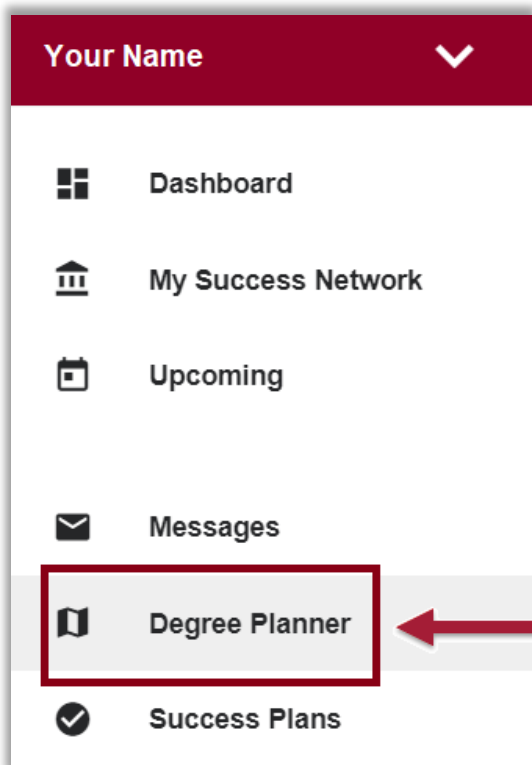 Your Name
Dashboard
My Success Network
Upcoming
Messages
Degree Planner
Success Plans